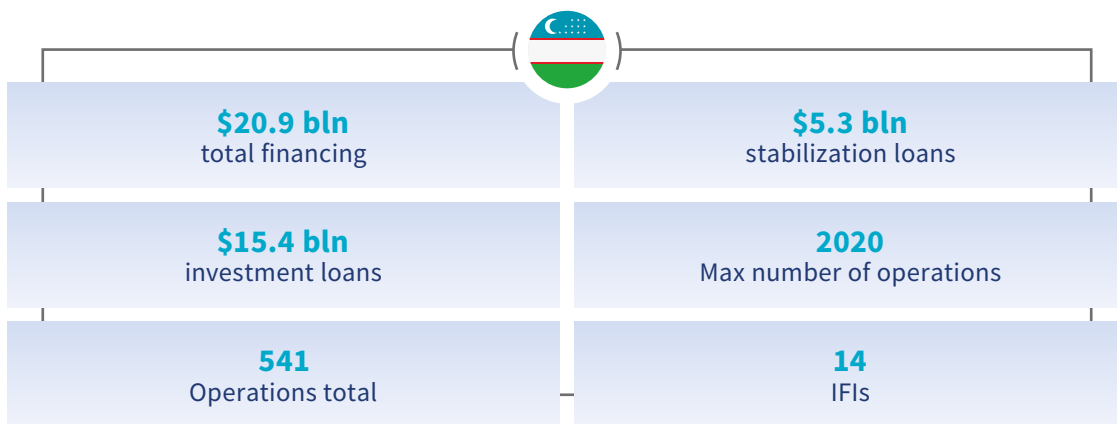 $20.9 bln
total financing
$5.3 bln
stabilization loans
$15.4 bln
investment loans
2020
Max number of operations
541
Operations total
14
IFIs